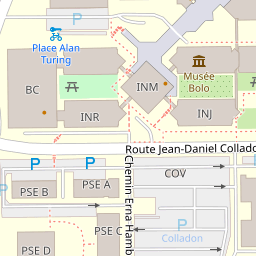 Place Alan
Turing
Musée
Bolo
BC
INM
INR
INJ
Route Jean-Daniel Collado
P
P
P
COV
PSE A
PSE B
Chemin Erna Hamb
P
PSE C
Colladon
PSE D